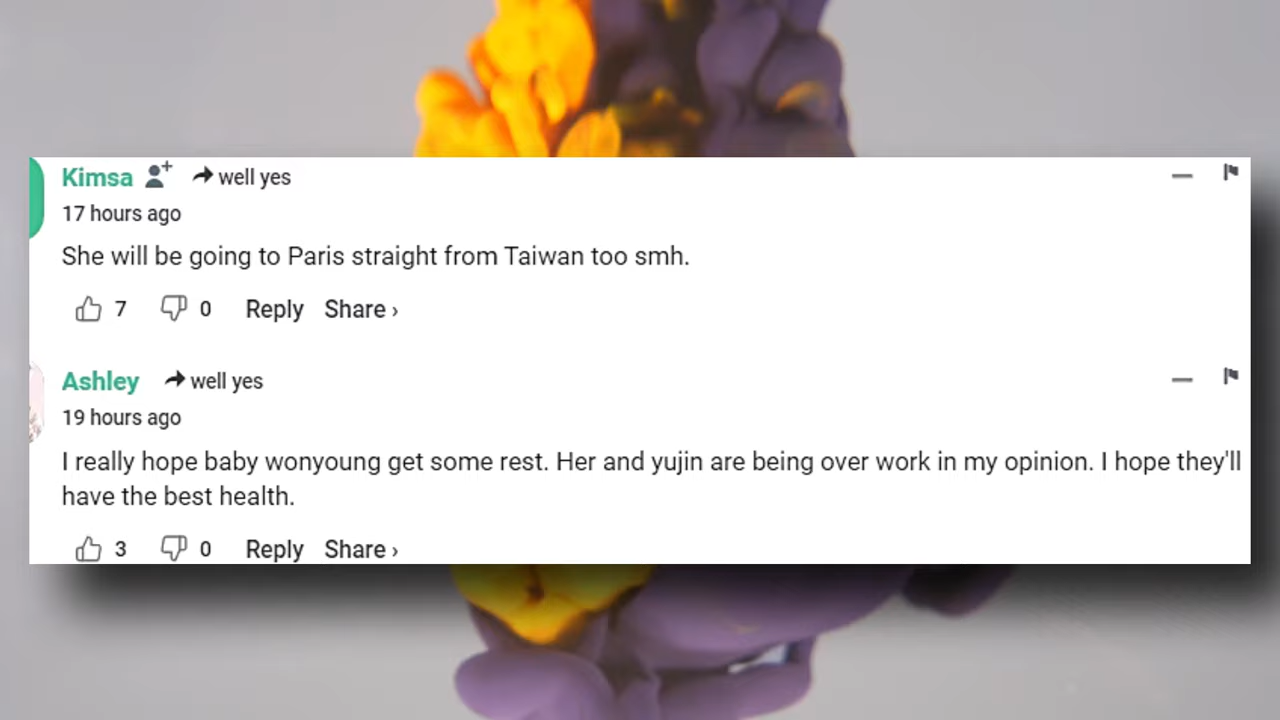 Kimsa well yes
17 hours ago
She will be going to Paris straight from Taiwan too smh.
7 0 Reply Share ›
Ashley well yes
19 hours ago
I really hope baby wonyoung get some rest. Her and yujin are being over work in my opinion. I hope they'll
have the best health.
3 0 Reply Share ›